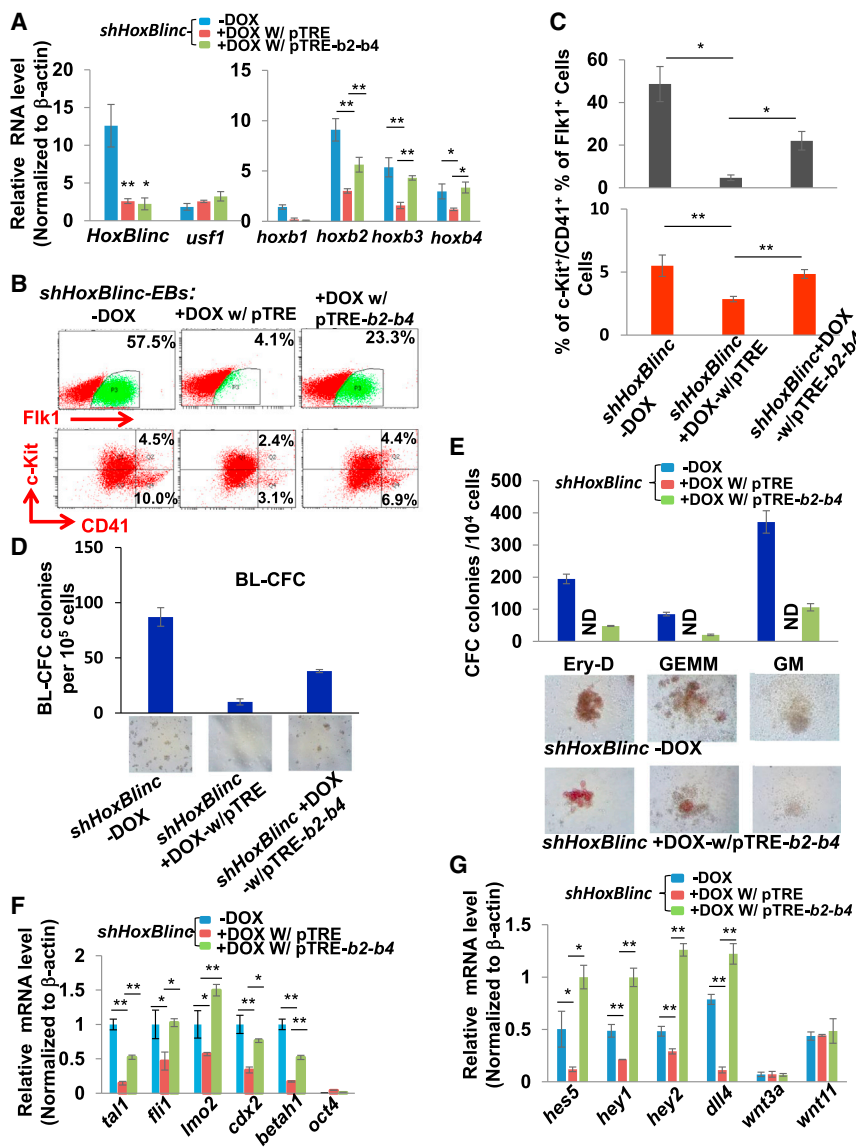 A
shHoxBlinc
-DOX
+DOX W/ pTRE
+DOX W/ pTRE-b2-b4
Relative RNA level
(Normalized to β-actin)
20
15
10
5
0
** *
HoxBlinc usf1
15
10
5
0
** ** ** ** * *
hoxb1 hoxb2 hoxb3 hoxb4
B
shHoxBlinc-EBs:
-DOX +DOX w/ pTRE +DOX w/ pTRE-b2-b4
57.5% 4.1% 23.3%
P3
Flk1
4.5% 2.4% 4.4%
Q2
10.0% 3.1% 6.9%
c-Kit
CD41
C
% of Flk1+ Cells
60
40
20
0
* *
% of c-Kit+/CD41+ Cells
10
5
0
** **
shHoxBlinc -DOX
shHoxBlinc +DOX-w/pTRE
shHoxBlinc+DOX -w/pTRE-b2-b4
D
BL-CFC
BL-CFC colonies
per 10⁵ cells
150
100
50
0
shHoxBlinc -DOX
shHoxBlinc +DOX-w/pTRE
shHoxBlinc +DOX -w/pTRE-b2-b4
E
shHoxBlinc
-DOX
+DOX W/ pTRE
+DOX W/ pTRE-b2-b4
CFC colonies /10⁴ cells
500
400
300
200
100
0
ND ND ND
Ery-D GEMM GM
shHoxBlinc -DOX
shHoxBlinc +DOX-w/pTRE-b2-b4
F
shHoxBlinc
-DOX
+DOX W/ pTRE
+DOX W/ pTRE-b2-b4
Relative mRNA level
(Normalized to β-actin)
2
1.5
1
0.5
0
** ** * * * ** ** * ** **
tal1 fli1 lmo2 cdx2 betah1 oct4
G
shHoxBlinc
-DOX
+DOX W/ pTRE
+DOX W/ pTRE-b2-b4
Relative mRNA level
(Normalized to β-actin)
1.5
1
0.5
0
* * ** ** ** ** ** **
hes5 hey1 hey2 dll4 wnt3a wnt11